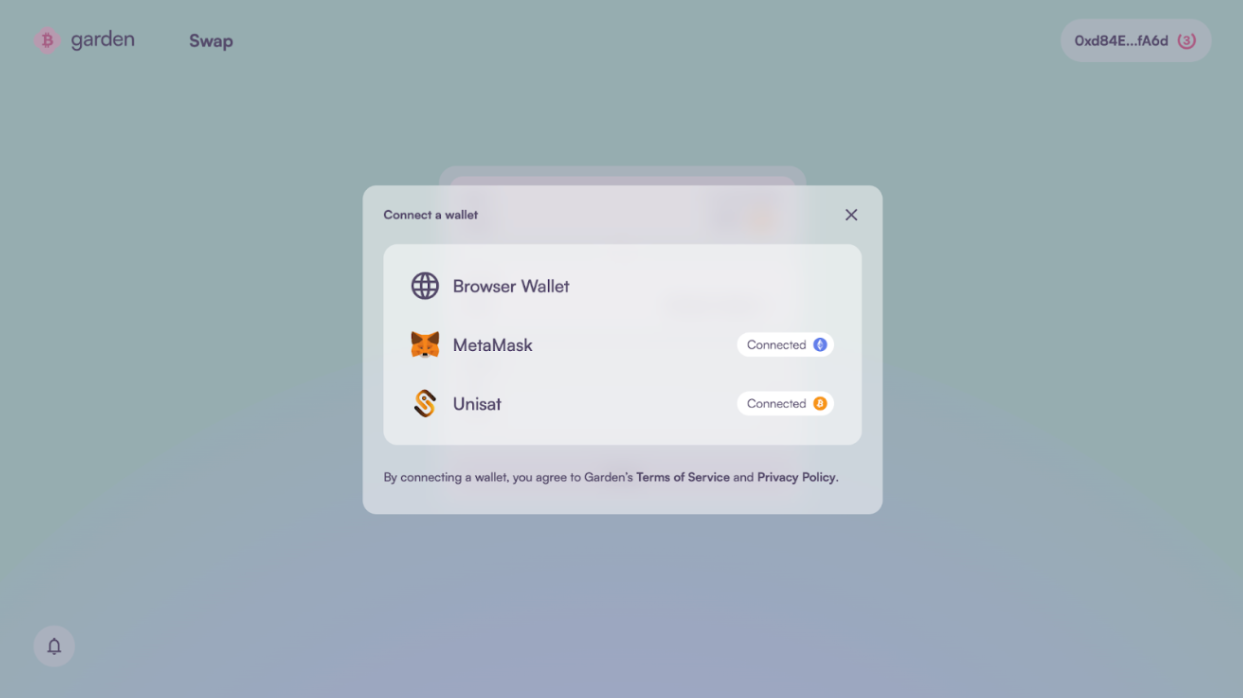 garden
Swap
0xd84E...fA6d 3
Connect a wallet
Browser Wallet
MetaMask
Connected
Unisat
Connected
By connecting a wallet, you agree to Garden's Terms of Service and Privacy Policy.